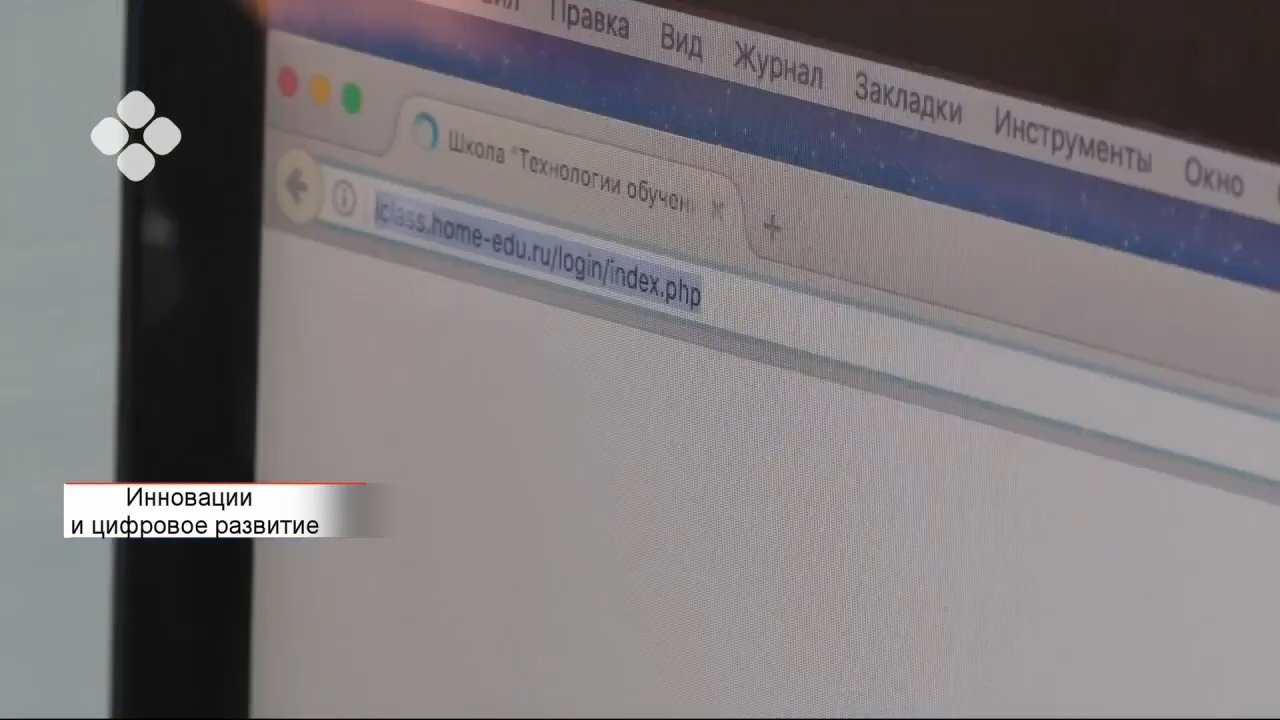 Правка Вид Журнал Закладки Инструменты Окно
Школа "Технологии обучен
iclass.home-edu.ru/login/index.php
Инновации
и цифровое развитие